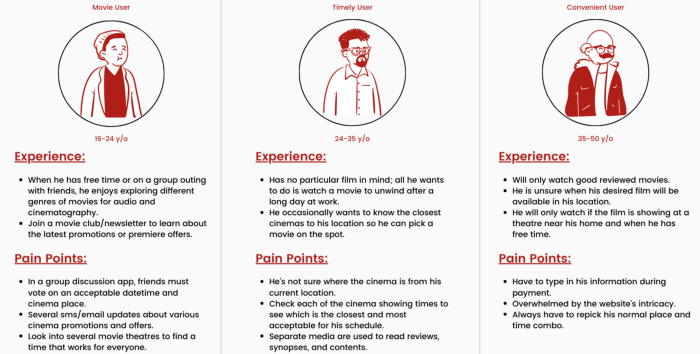 Movie User
16-24 y/o
Experience:
• When he has free time or on a group outing
with friends, he enjoys exploring different
genres of movies for audio and
cinematography.
• Join a movie club/newsletter to learn about
the latest promotions or premiere offers.
Pain Points:
• In a group discussion app, friends must
vote on an acceptable datetime and
cinema place.
• Several sms/email updates about various
cinema promotions and offers.
• Look into several movie theatres to find a
time that works for everyone.
Timely User
24-35 y/o
Experience:
• Has no particular film in mind; all he wants
to do is watch a movie to unwind after a
long day at work.
• He occasionally wants to know the closest
cinemas to his location so he can pick a
movie on the spot.
Pain Points:
• He's not sure where the cinema is from his
current location.
• Check each of the cinema showing times to
see which is the closest and most
acceptable for his schedule.
• Separate media are used to read reviews,
synopses, and contents.
Convenient User
35-50 y/o
Experience:
• Will only watch good reviewed movies.
• He is unsure when his desired film will be
available in his location.
• He will only watch if the film is showing at a
theatre near his home and when he has
free time.
Pain Points:
• Have to type in his information during
payment.
• Overwhelmed by the website's intricacy.
• Always have to repick his normal place and
time combo.